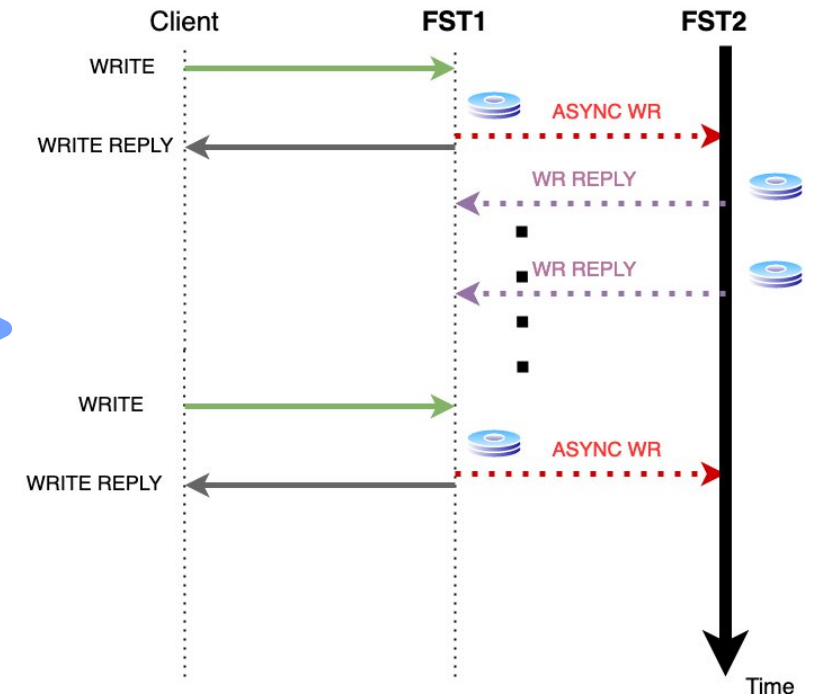 Client FST1 FST2
WRITE
ASYNC WR
WRITE REPLY
WR REPLY
WR REPLY
WRITE
ASYNC WR
WRITE REPLY
Time